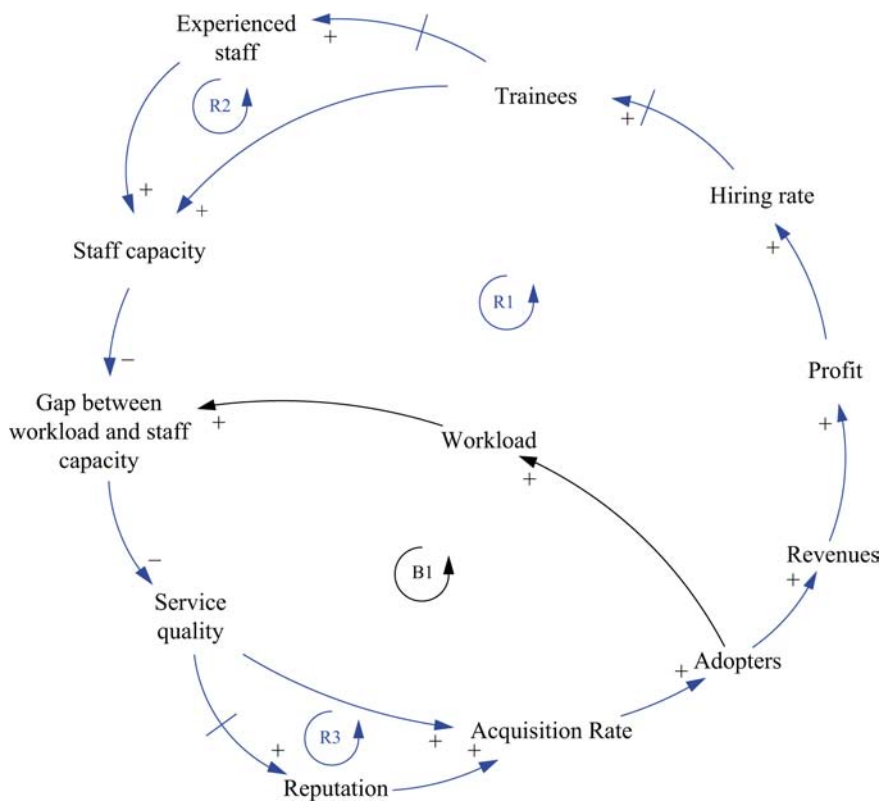 Experienced
staff
+
R2
Trainees
+
Hiring rate
+
+
+
Staff capacity
R1
−
Profit
+
Gap between
workload and staff
capacity
+
Workload
+
Revenues
+
B1
−
Service
quality
Adopters
+
R3
+
+
+
Acquisition Rate
Reputation